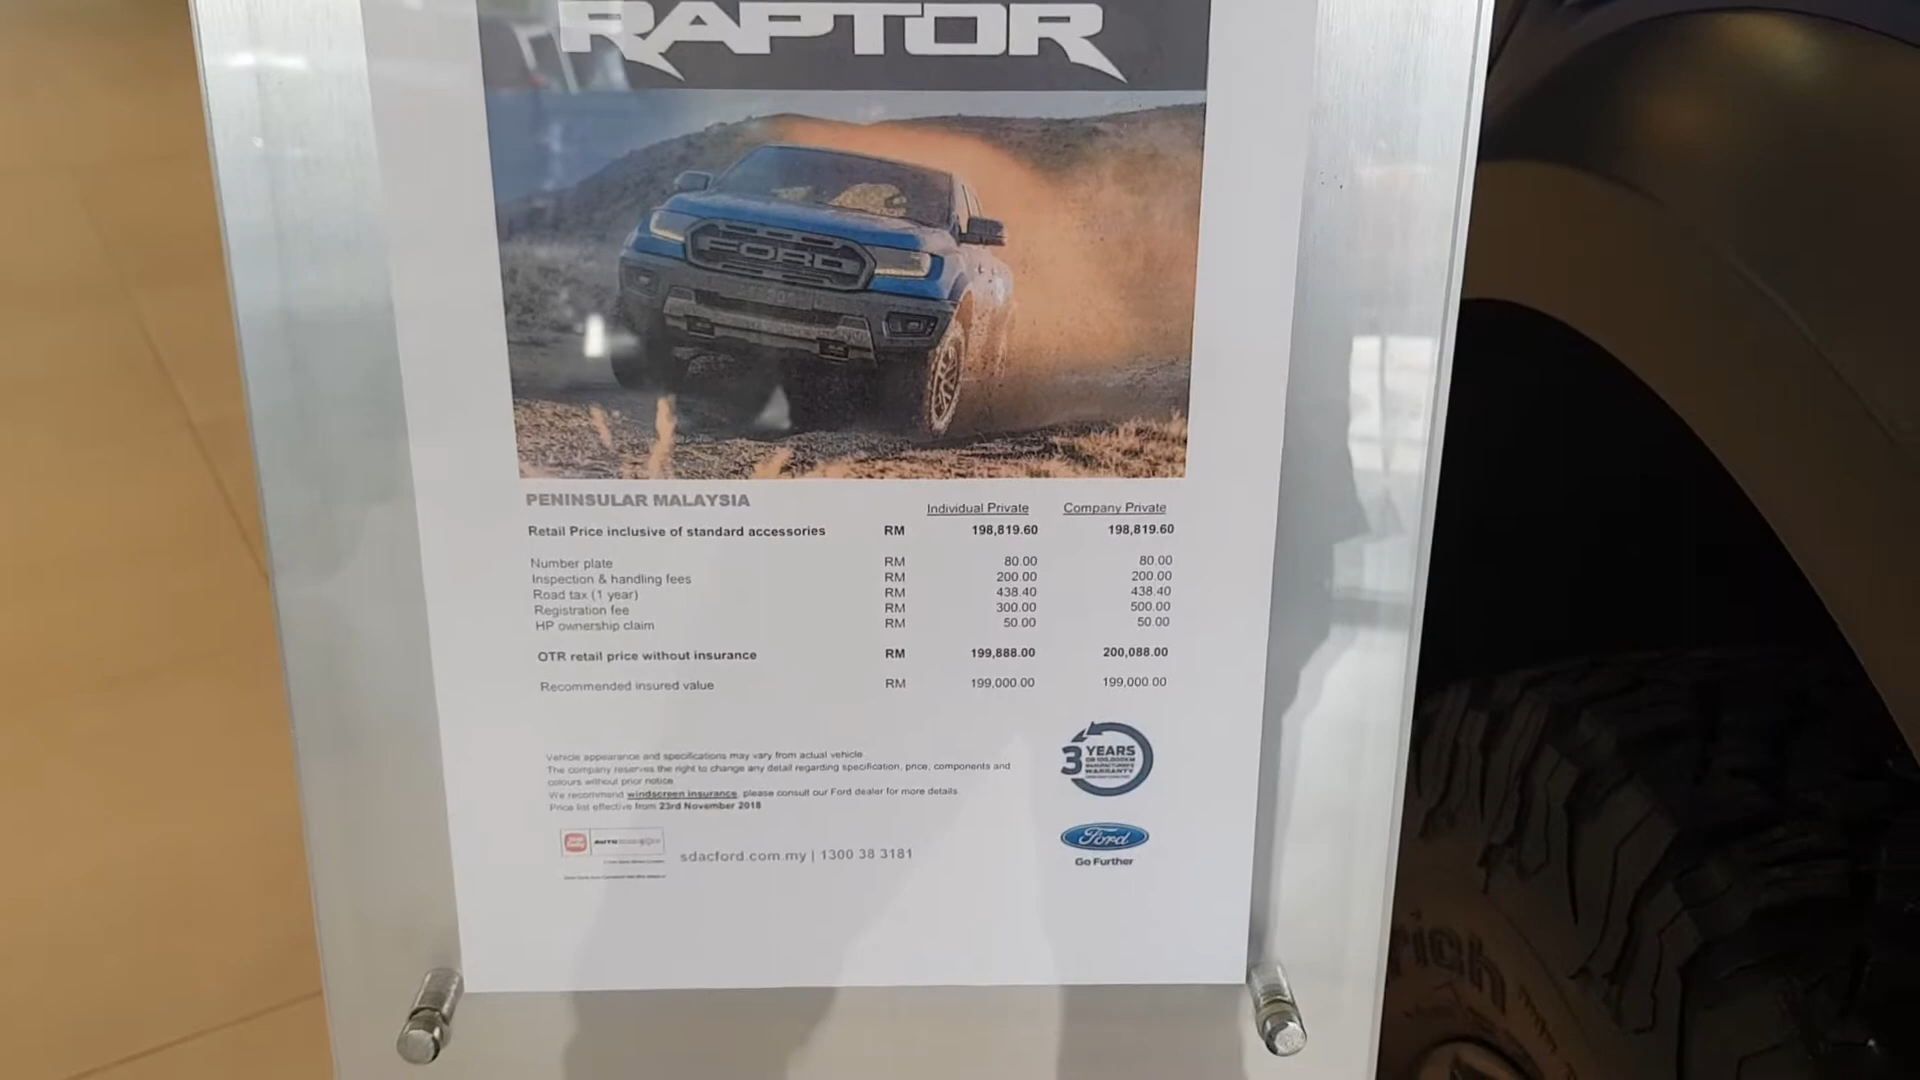 RAPTOR
FORD
PENINSULAR MALAYSIA
Individual Private Company Private
Retail Price inclusive of standard accessories RM 198,819.60 198,819.60
Number plate RM 80.00 80.00
Inspection & handling fees RM 200.00 200.00
Road tax (1 year) RM 438.40 438.40
Registration fee RM 300.00 500.00
HP ownership claim RM 50.00 50.00
OTR retail price without insurance RM 199,888.00 200,088.00
Recommended insured value RM 199,000.00 199,000.00
Vehicle appearance and specifications may vary from actual vehicle.
The company reserves the right to change any detail regarding specification, price, components and
colours without prior notice
We recommend windscreen insurance, please consult our Ford dealer for more details.
Price list effective from 23rd November 2018
3 YEARS
OR 100,000KM
MANUFACTURER'S
WARRANTY
AUTO
sdacford.com.my | 1300 38 3181
Ford
Go Further
rich